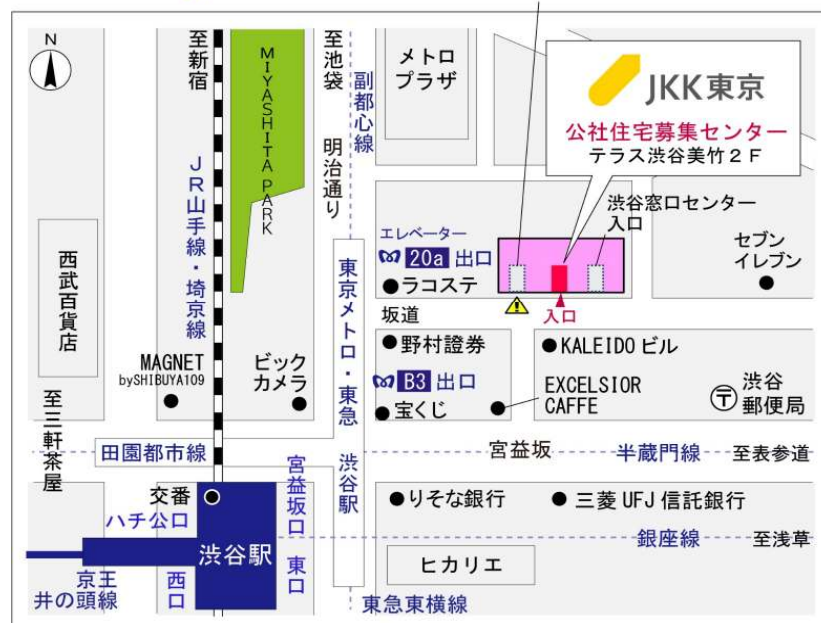 N
至新宿
MIYASHITA PARK
至池袋
副都心線
明治通り
メトロ
プラザ
JKK東京
公社住宅募集センター
テラス渋谷美竹2F
JR山手線・埼京線
渋谷窓口センター
入口
エレベーター
20a 出口
ラコステ
セブン
イレブン
西武百貨店
東京メトロ・東急
渋谷駅
坂道
入口
野村證券
KALEIDO ビル
MAGNET
bySHIBUYA109
ビック
カメラ
B3 出口
宝くじ
EXCELSIOR
CAFFE
〒
渋谷
郵便局
至三軒茶屋
田園都市線
宮益坂
半蔵門線
至表参道
交番
宮益坂口
ハチ公口
りそな銀行
三菱UFJ信託銀行
渋谷駅
銀座線
至浅草
東口
西口
ヒカリエ
京王
井の頭線
東急東横線